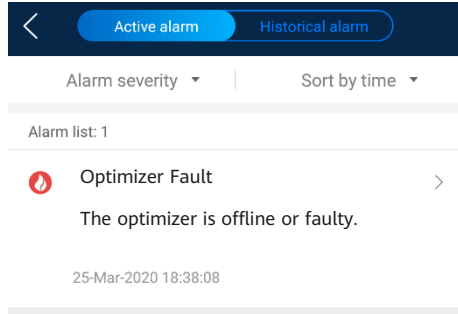 Active alarm Historical alarm
Alarm severity Sort by time
Alarm list: 1
Optimizer Fault
The optimizer is offline or faulty.
25-Mar-2020 18:38:08